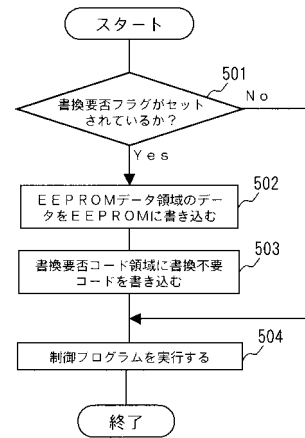 スタート
501
書換要否フラグがセット
されているか？
No
Yes
502
ＥＥＰＲＯＭデータ領域のデー
タをＥＥＰＲＯＭに書き込む
503
書換要否コード領域に書換不要
コードを書き込む
504
制御プログラムを実行する
終了